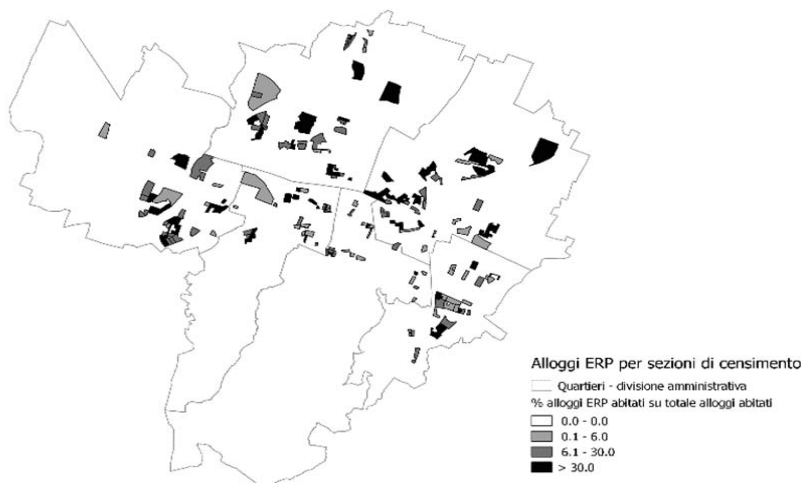 Alloggi ERP per sezioni di censimento
Quartieri - divisione amministrativa
% alloggi ERP abitati su totale alloggi abitati
0.0 - 0.0
0.1 - 6.0
6.1 - 30.0
> 30.0